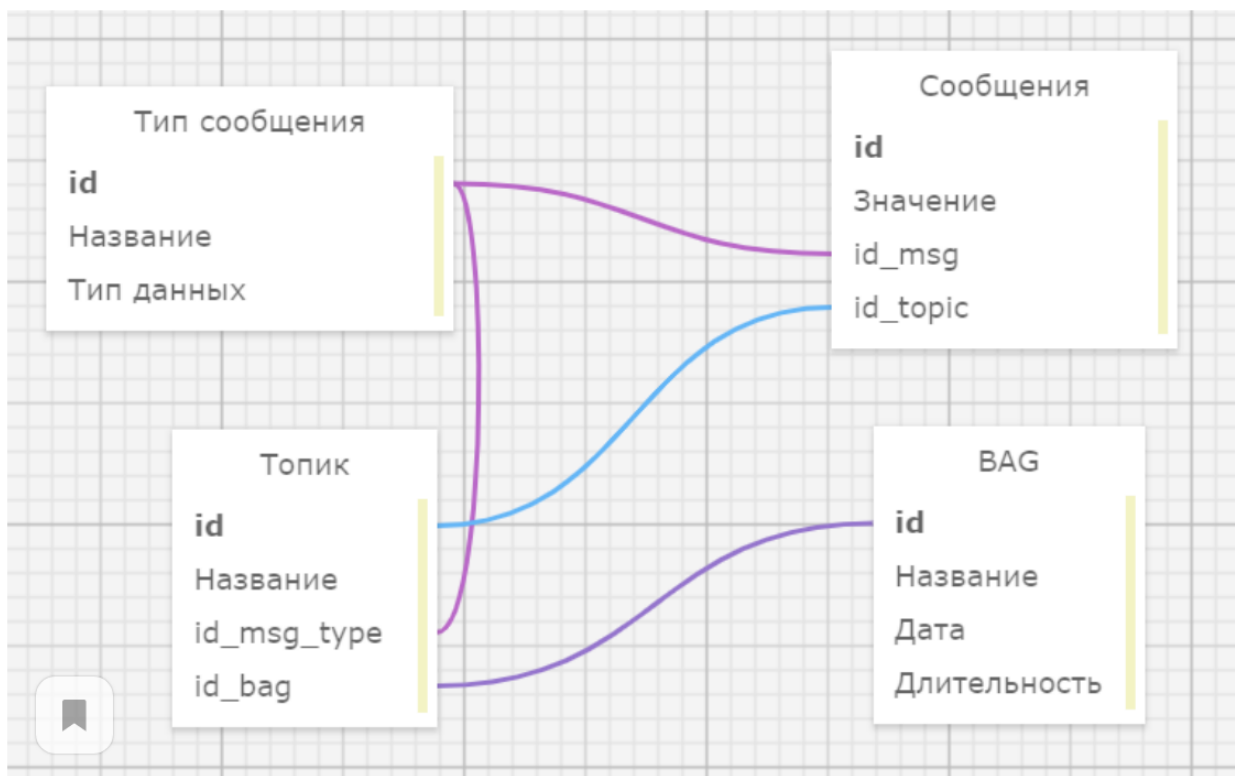 Тип сообщения
id
Название
Тип данных
Сообщения
id
Значение
id_msg
id_topic
Топик
id
Название
id_msg_type
id_bag
BAG
id
Название
Дата
Длительность